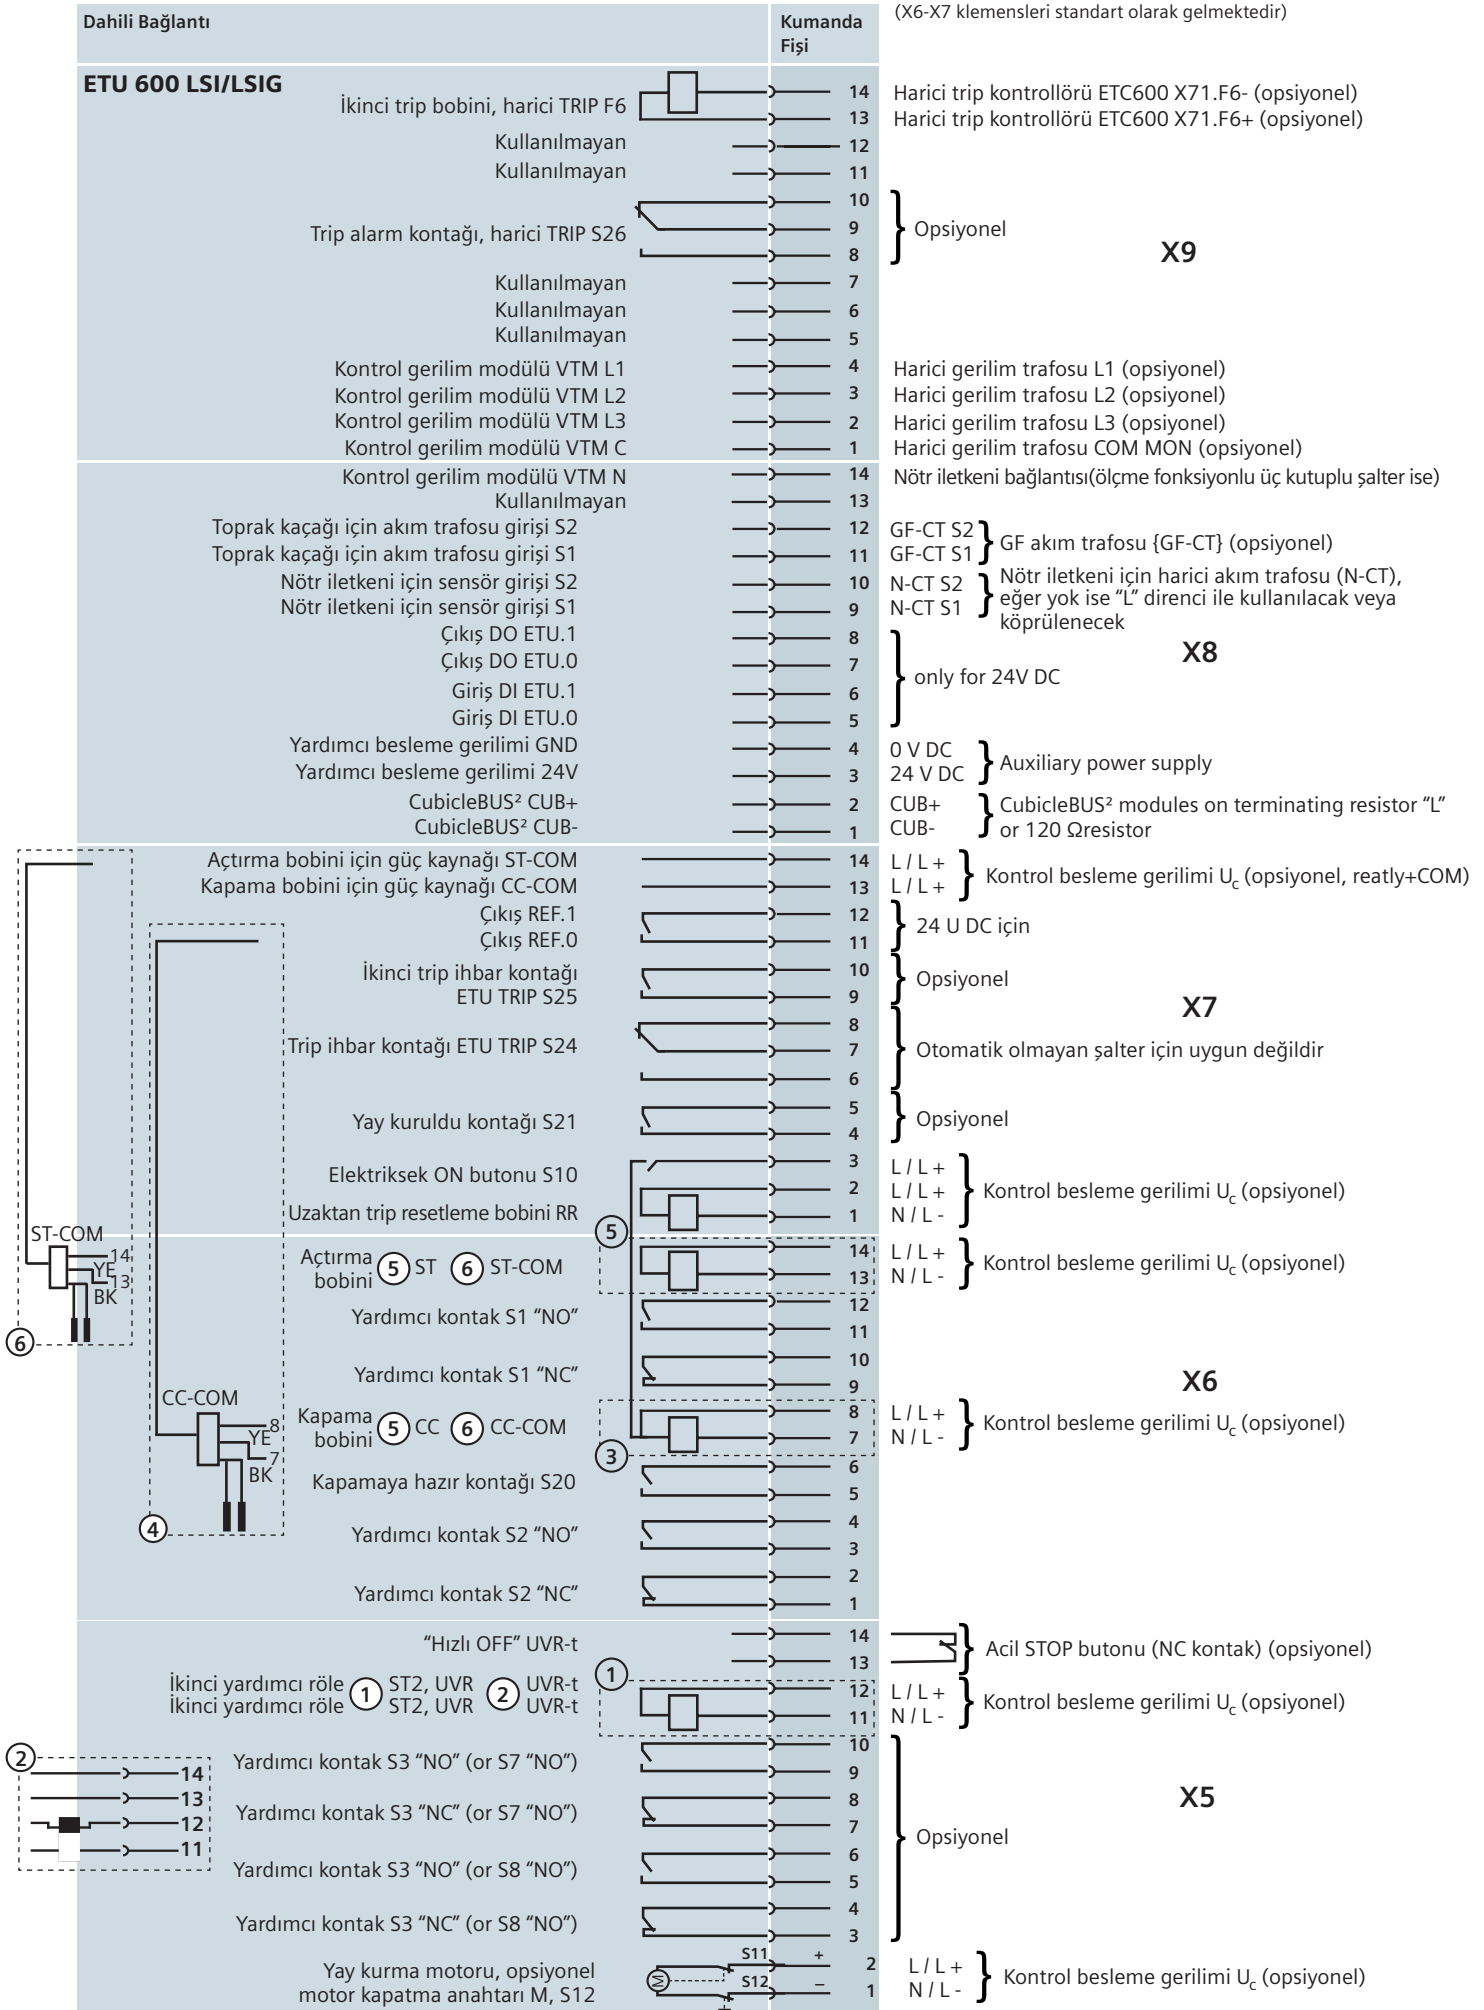 (X6-X7 klemensleri standart olarak gelmektedir)
Dahili Bağlantı
Kumanda
Fişi
ETU 600 LSI/LSIG
İkinci trip bobini, harici TRIP F6
14 Harici trip kontrollörü ETC600 X71.F6- (opsiyonel)
13 Harici trip kontrollörü ETC600 X71.F6+ (opsiyonel)
Kullanılmayan 12
Kullanılmayan 11
10
Trip alarm kontağı, harici TRIP S26 9 Opsiyonel
8
X9
Kullanılmayan 7
Kullanılmayan 6
Kullanılmayan 5
Kontrol gerilim modülü VTM L1 4 Harici gerilim trafosu L1 (opsiyonel)
Kontrol gerilim modülü VTM L2 3 Harici gerilim trafosu L2 (opsiyonel)
Kontrol gerilim modülü VTM L3 2 Harici gerilim trafosu L3 (opsiyonel)
Kontrol gerilim modülü VTM C 1 Harici gerilim trafosu COM MON (opsiyonel)
Kontrol gerilim modülü VTM N 14 Nötr iletkeni bağlantısı(ölçme fonksiyonlu üç kutuplu şalter ise)
Kullanılmayan 13
Toprak kaçağı için akım trafosu girişi S2 12 GF-CT S2
Toprak kaçağı için akım trafosu girişi S1 11 GF-CT S1
GF akım trafosu {GF-CT} (opsiyonel)
Nötr iletkeni için sensör girişi S2 10 N-CT S2
Nötr iletkeni için sensör girişi S1 9 N-CT S1
Nötr iletkeni için harici akım trafosu (N-CT),
eğer yok ise "L" direnci ile kullanılacak veya
köprülenecek
Çıkış DO ETU.1 8
Çıkış DO ETU.0 7
X8
only for 24V DC
Giriş DI ETU.1 6
Giriş DI ETU.0 5
Yardımcı besleme gerilimi GND 4 0 V DC
Yardımcı besleme gerilimi 24V 3 24 V DC
Auxiliary power supply
CubicleBUS² CUB+ 2 CUB+
CubicleBUS² CUB- 1 CUB-
CubicleBUS² modules on terminating resistor "L"
or 120 Ωresistor
Açtırma bobini için güç kaynağı ST-COM 14 L / L +
Kapama bobini için güç kaynağı CC-COM 13 L / L +
Kontrol besleme gerilimi Uc (opsiyonel, reatly+COM)
Çıkış REF.1 12
Çıkış REF.0 11
24 U DC için
İkinci trip ihbar kontağı 10
ETU TRIP S25 9
Opsiyonel
X7
8
Trip ihbar kontağı ETU TRIP S24 7 Otomatik olmayan şalter için uygun değildir
6
5
Yay kuruldu kontağı S21 4
Opsiyonel
Elektriksek ON butonu S10 3 L / L +
2 L / L +
Uzaktan trip resetleme bobini RR 1 N / L -
Kontrol besleme gerilimi Uc (opsiyonel)
5
ST-COM
14
YE
13
BK
6
Açtırma
bobini 5 ST 6 ST-COM
14 L / L +
13 N / L -
Kontrol besleme gerilimi Uc (opsiyonel)
Yardımcı kontak S1 "NO" 12
11
Yardımcı kontak S1 "NC" 10
9
X6
CC-COM
8
YE
7
BK
4
Kapama
bobini 5 CC 6 CC-COM
8 L / L +
7 N / L -
Kontrol besleme gerilimi Uc (opsiyonel)
3
Kapamaya hazır kontağı S20 6
5
Yardımcı kontak S2 "NO" 4
3
Yardımcı kontak S2 "NC" 2
1
"Hızlı OFF" UVR-t 14
13
Acil STOP butonu (NC kontak) (opsiyonel)
İkinci yardımcı röle 1 ST2, UVR 2 UVR-t
İkinci yardımcı röle ST2, UVR UVR-t
1
12 L / L +
11 N / L -
Kontrol besleme gerilimi Uc (opsiyonel)
2
14
13
12
11
Yardımcı kontak S3 "NO" (or S7 "NO") 10
9
Yardımcı kontak S3 "NC" (or S7 "NO") 8
7
X5
Opsiyonel
Yardımcı kontak S3 "NO" (or S8 "NO") 6
5
Yardımcı kontak S3 "NC" (or S8 "NO") 4
3
Yay kurma motoru, opsiyonel
motor kapatma anahtarı M, S12
M
S11 + 2 L / L +
S12 – 1 N / L -
Kontrol besleme gerilimi Uc (opsiyonel)